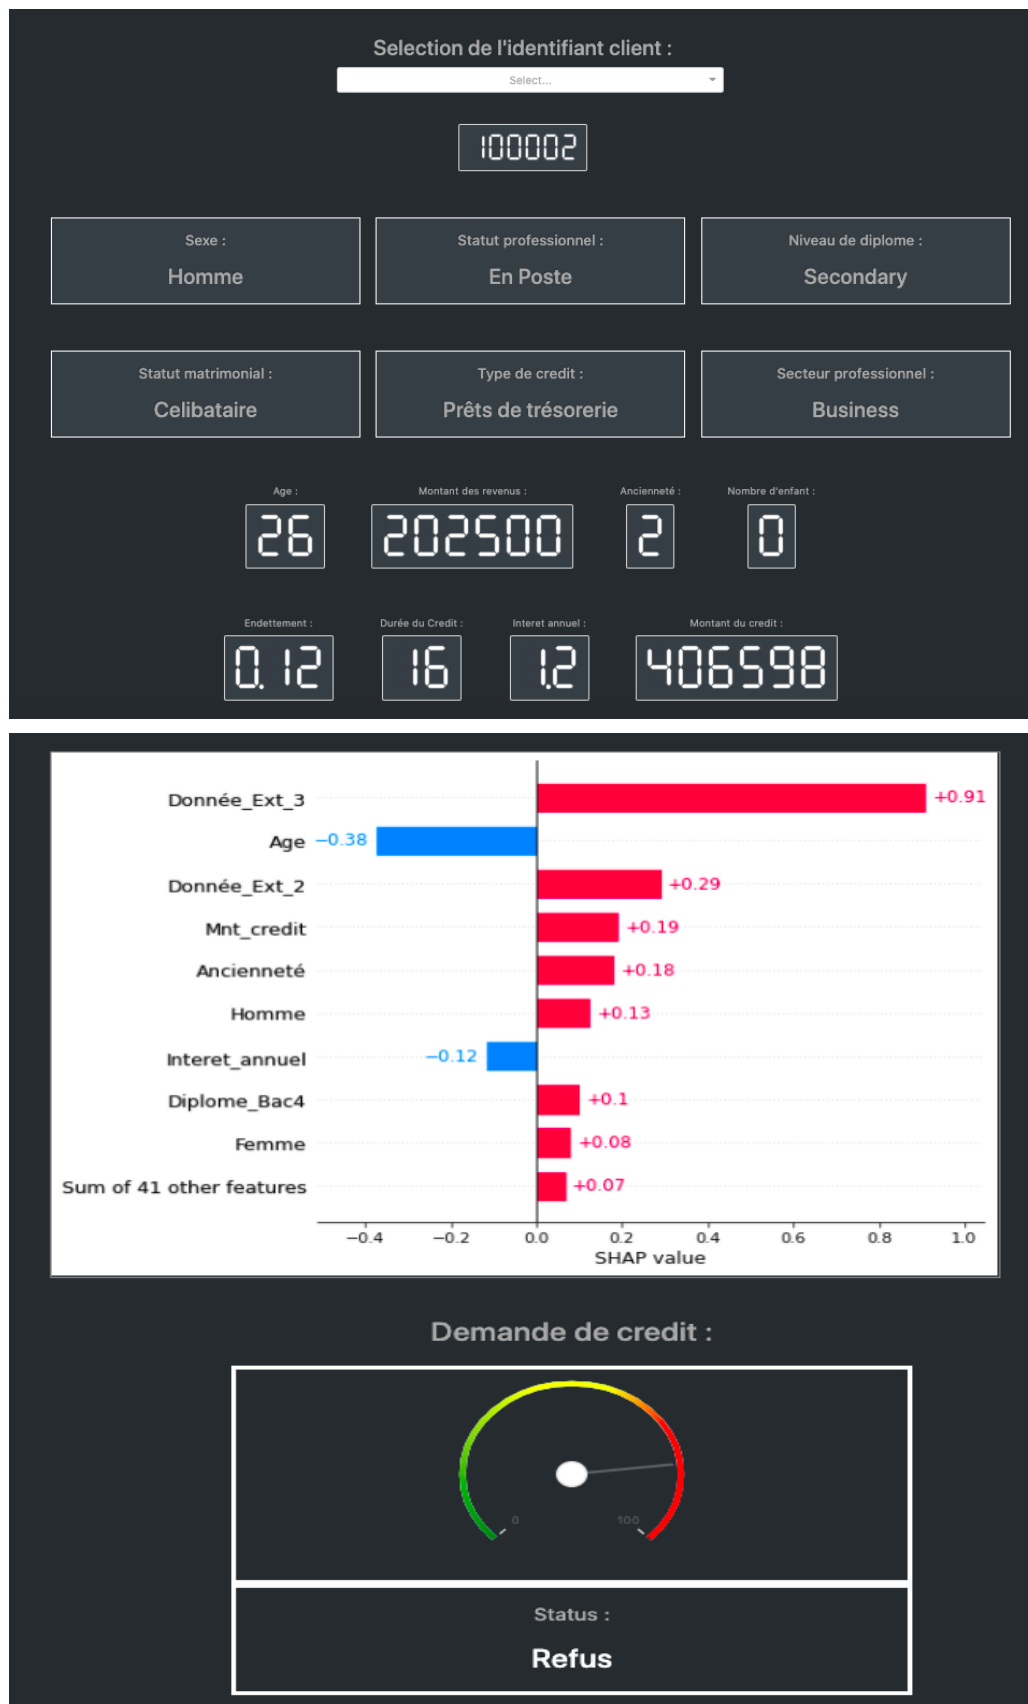 Selection de l'identifiant client :
Select...
100002
Sexe : Statut professionnel : Niveau de diplome :
Homme En Poste Secondary
Statut matrimonial : Type de credit : Secteur professionnel :
Celibataire Prêts de trésorerie Business
Age : Montant des revenus : Ancienneté : Nombre d'enfant :
26 202500 2 0
Endettement : Durée du Credit : Interet annuel : Montant du credit :
0.12 16 1.2 406598
Donnée_Ext_3 +0.91
Age −0.38
Donnée_Ext_2 +0.29
Mnt_credit +0.19
Ancienneté +0.18
Homme +0.13
Interet_annuel −0.12
Diplome_Bac4 +0.1
Femme +0.08
Sum of 41 other features +0.07
−0.4 −0.2 0.0 0.2 0.4 0.6 0.8 1.0
SHAP value
Demande de credit :
0 100
Status :
Refus